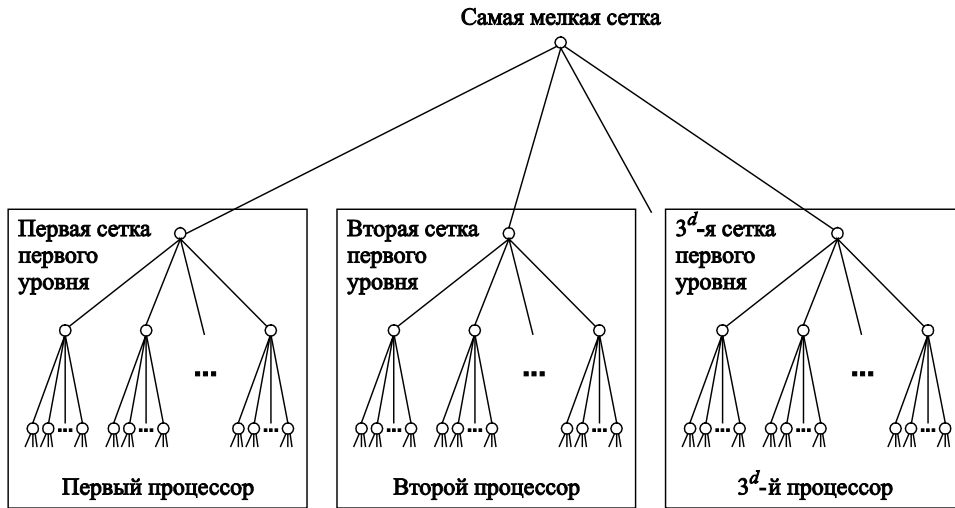 Самая мелкая сетка
Первая сетка
первого
уровня
...
...
...
...
Первый процессор
Вторая сетка
первого
уровня
...
...
...
...
Второй процессор
3^d-я сетка
первого
уровня
...
...
...
...
3^d-й процессор